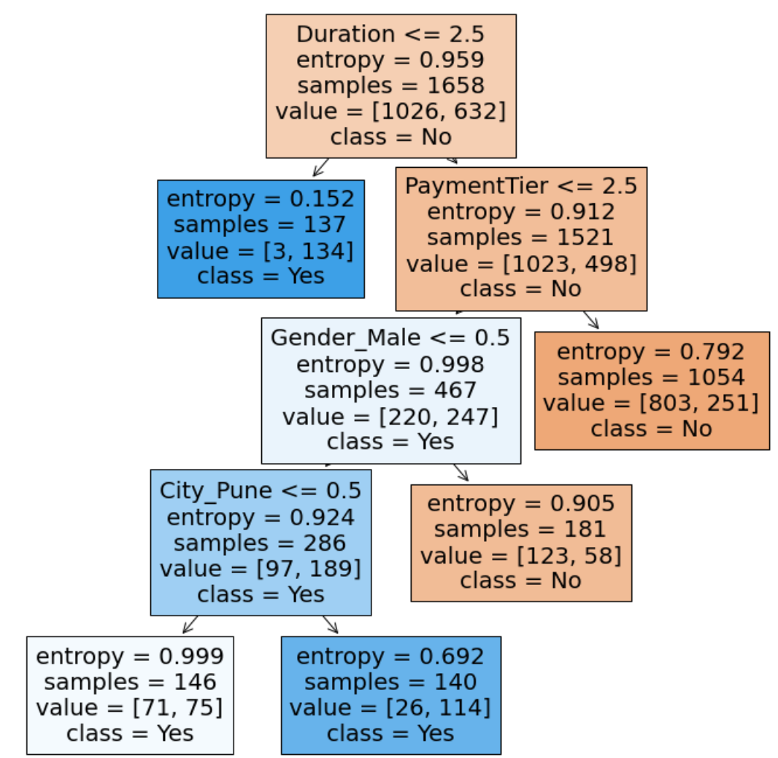 Duration <= 2.5
entropy = 0.959
samples = 1658
value = [1026, 632]
class = No
entropy = 0.152
samples = 137
value = [3, 134]
class = Yes
PaymentTier <= 2.5
entropy = 0.912
samples = 1521
value = [1023, 498]
class = No
Gender_Male <= 0.5
entropy = 0.998
samples = 467
value = [220, 247]
class = Yes
entropy = 0.792
samples = 1054
value = [803, 251]
class = No
City_Pune <= 0.5
entropy = 0.924
samples = 286
value = [97, 189]
class = Yes
entropy = 0.905
samples = 181
value = [123, 58]
class = No
entropy = 0.999
samples = 146
value = [71, 75]
class = Yes
entropy = 0.692
samples = 140
value = [26, 114]
class = Yes